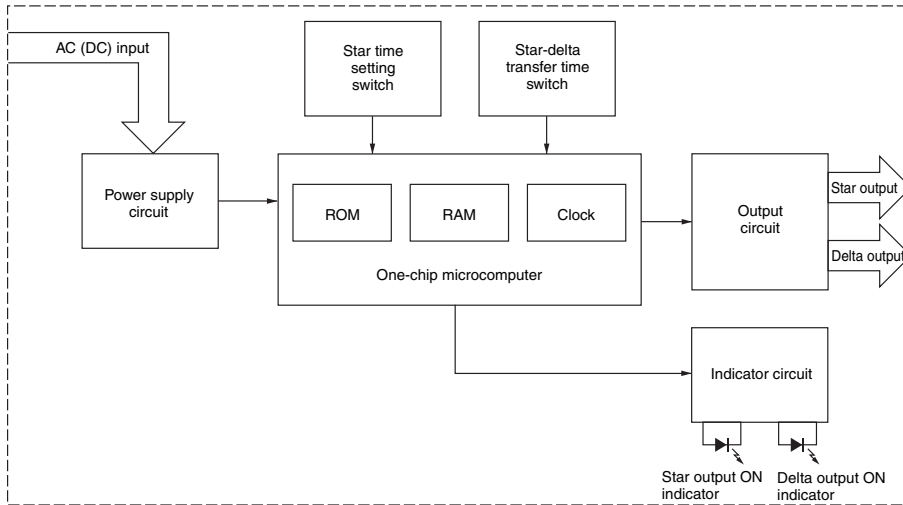 AC (DC) input
Star time
setting
switch
Star-delta
transfer time
switch
Power supply
circuit
ROM
RAM
Clock
One-chip microcomputer
Output
circuit
Star output
Delta output
Indicator circuit
Star output ON
indicator
Delta output ON
indicator